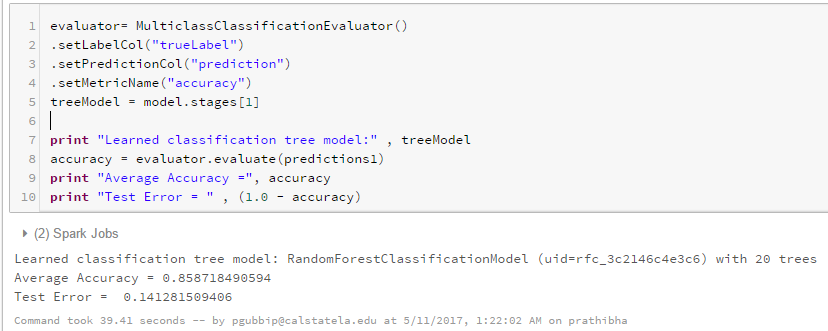 1 evaluator= MulticlassClassificationEvaluator()
2 .setLabelCol("trueLabel")
3 .setPredictionCol("prediction")
4 .setMetricName("accuracy")
5 treeModel = model.stages[1]
6
7 print "Learned classification tree model:" , treeModel
8 accuracy = evaluator.evaluate(predictions1)
9 print "Average Accuracy =", accuracy
10 print "Test Error = " , (1.0 - accuracy)
(2) Spark Jobs
Learned classification tree model: RandomForestClassificationModel (uid=rfc_3c2146c4e3c6) with 20 trees
Average Accuracy = 0.858718490594
Test Error =  0.141281509406
Command took 39.41 seconds -- by pgubbip@calstatela.edu at 5/11/2017, 1:22:02 AM on prathibha